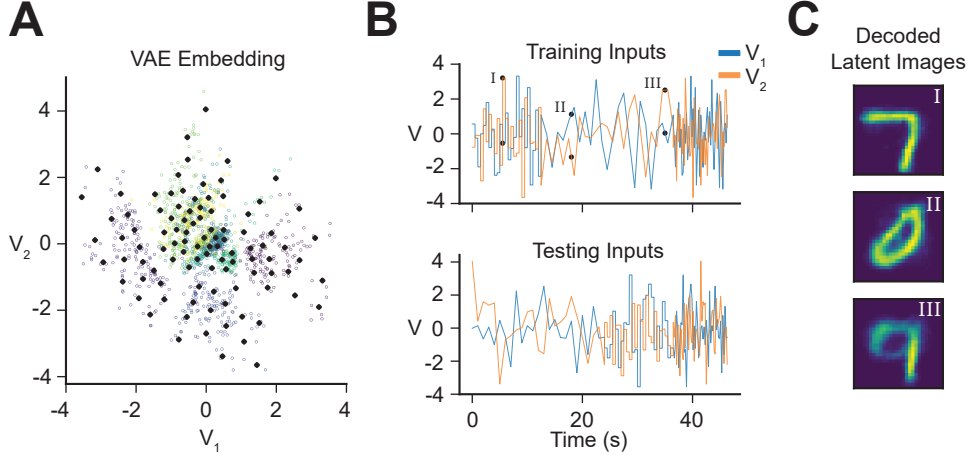 A
VAE Embedding
4
2
V2
0
-2
-4
-4
-2
0
2
4
V1
B
Training Inputs
V1
V2
4
2
V
0
-2
-4
I
II
III
Testing Inputs
4
2
V
0
-2
-4
0
20
40
Time (s)
C
Decoded
Latent Images
I
II
III